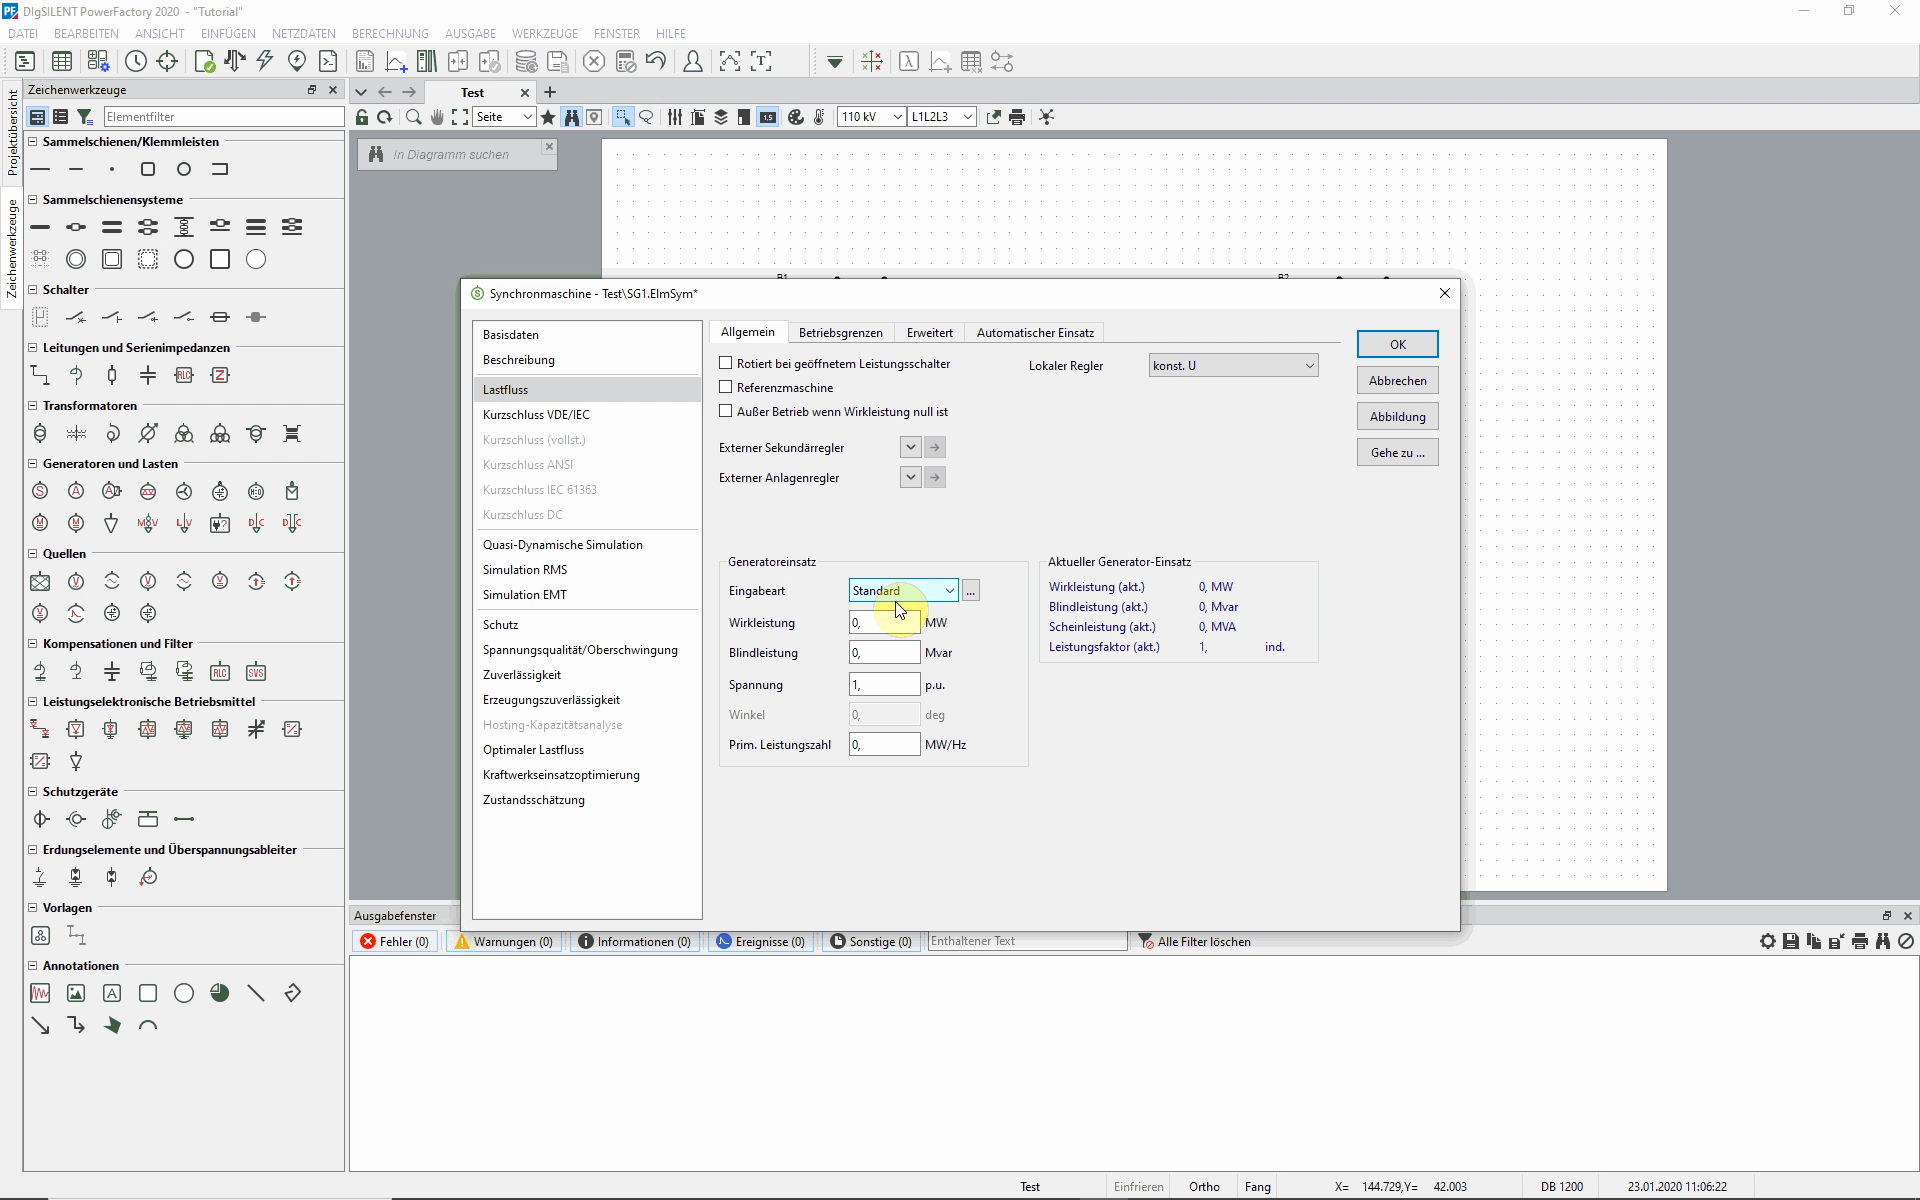 DIgSILENT PowerFactory 2020 - "Tutorial"
DATEI BEARBEITEN ANSICHT EINFÜGEN NETZDATEN BERECHNUNG AUSGABE WERKZEUGE FENSTER HILFE
Zeichenwerkzeuge
Test
Elementfilter
Seite
110 kV
L1L2L3
Projektübersicht
Zeichenwerkzeuge
In Diagramm suchen
Sammelschienen/Klemmleisten
Sammelschienensysteme
Schalter
Leitungen und Serienimpedanzen
Transformatoren
Generatoren und Lasten
Quellen
Kompensationen und Filter
Leistungselektronische Betriebsmittel
Schutzgeräte
Erdungselemente und Überspannungsableiter
Vorlagen
Annotationen
Synchronmaschine - Test\SG1.ElmSym*
Basisdaten
Beschreibung
Lastfluss
Kurzschluss VDE/IEC
Kurzschluss (vollst.)
Kurzschluss ANSI
Kurzschluss IEC 61363
Kurzschluss DC
Quasi-Dynamische Simulation
Simulation RMS
Simulation EMT
Schutz
Spannungsqualität/Oberschwingung
Zuverlässigkeit
Erzeugungszuverlässigkeit
Hosting-Kapazitätsanalyse
Optimaler Lastfluss
Kraftwerkseinsatzoptimierung
Zustandsschätzung
Allgemein Betriebsgrenzen Erweitert Automatischer Einsatz
Rotiert bei geöffnetem Leistungsschalter
Referenzmaschine
Außer Betrieb wenn Wirkleistung null ist
Lokaler Regler konst. U
Externer Sekundärregler
Externer Anlagenregler
Generatoreinsatz
Eingabeart Standard ...
Wirkleistung 0, MW
Blindleistung 0, Mvar
Spannung 1, p.u.
Winkel 0, deg
Prim. Leistungszahl 0, MW/Hz
Aktueller Generator-Einsatz
Wirkleistung (akt.) 0, MW
Blindleistung (akt.) 0, Mvar
Scheinleistung (akt.) 0, MVA
Leistungsfaktor (akt.) 1, ind.
OK
Abbrechen
Abbildung
Gehe zu ...
Ausgabefenster
Fehler (0) Warnungen (0) Informationen (0) Ereignisse (0) Sonstige (0) Enthaltener Text Alle Filter löschen
Test Einfrieren Ortho Fang X= 144.729,Y= 42.003 DB 1200 23.01.2020 11:06:22